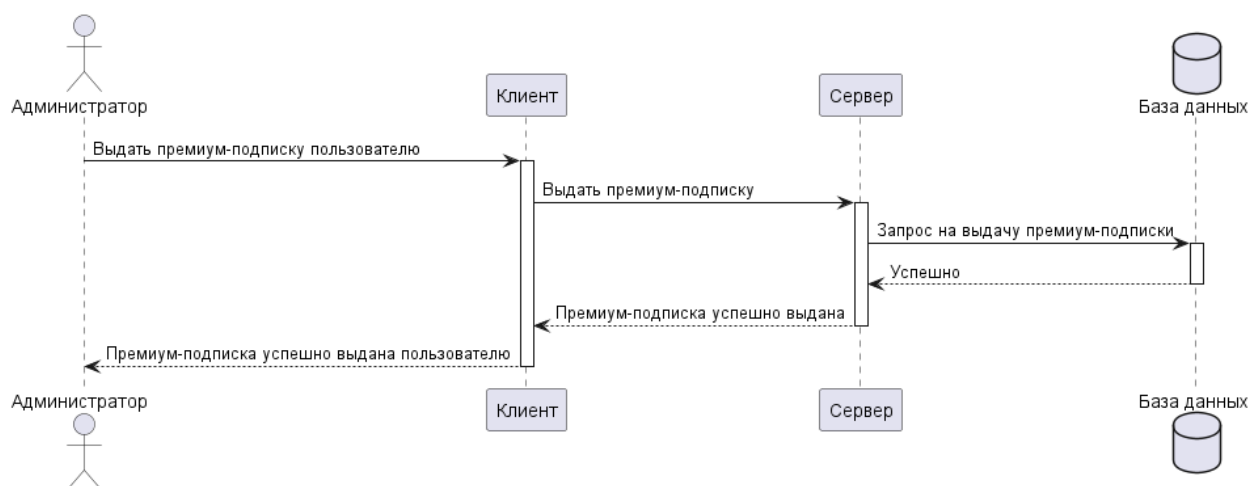 Администратор
Клиент
Сервер
База данных
Выдать премиум-подписку пользователю
Выдать премиум-подписку
Запрос на выдачу премиум-подписки
Успешно
Премиум-подписка успешно выдана
Премиум-подписка успешно выдана пользователю
Администратор
Клиент
Сервер
База данных